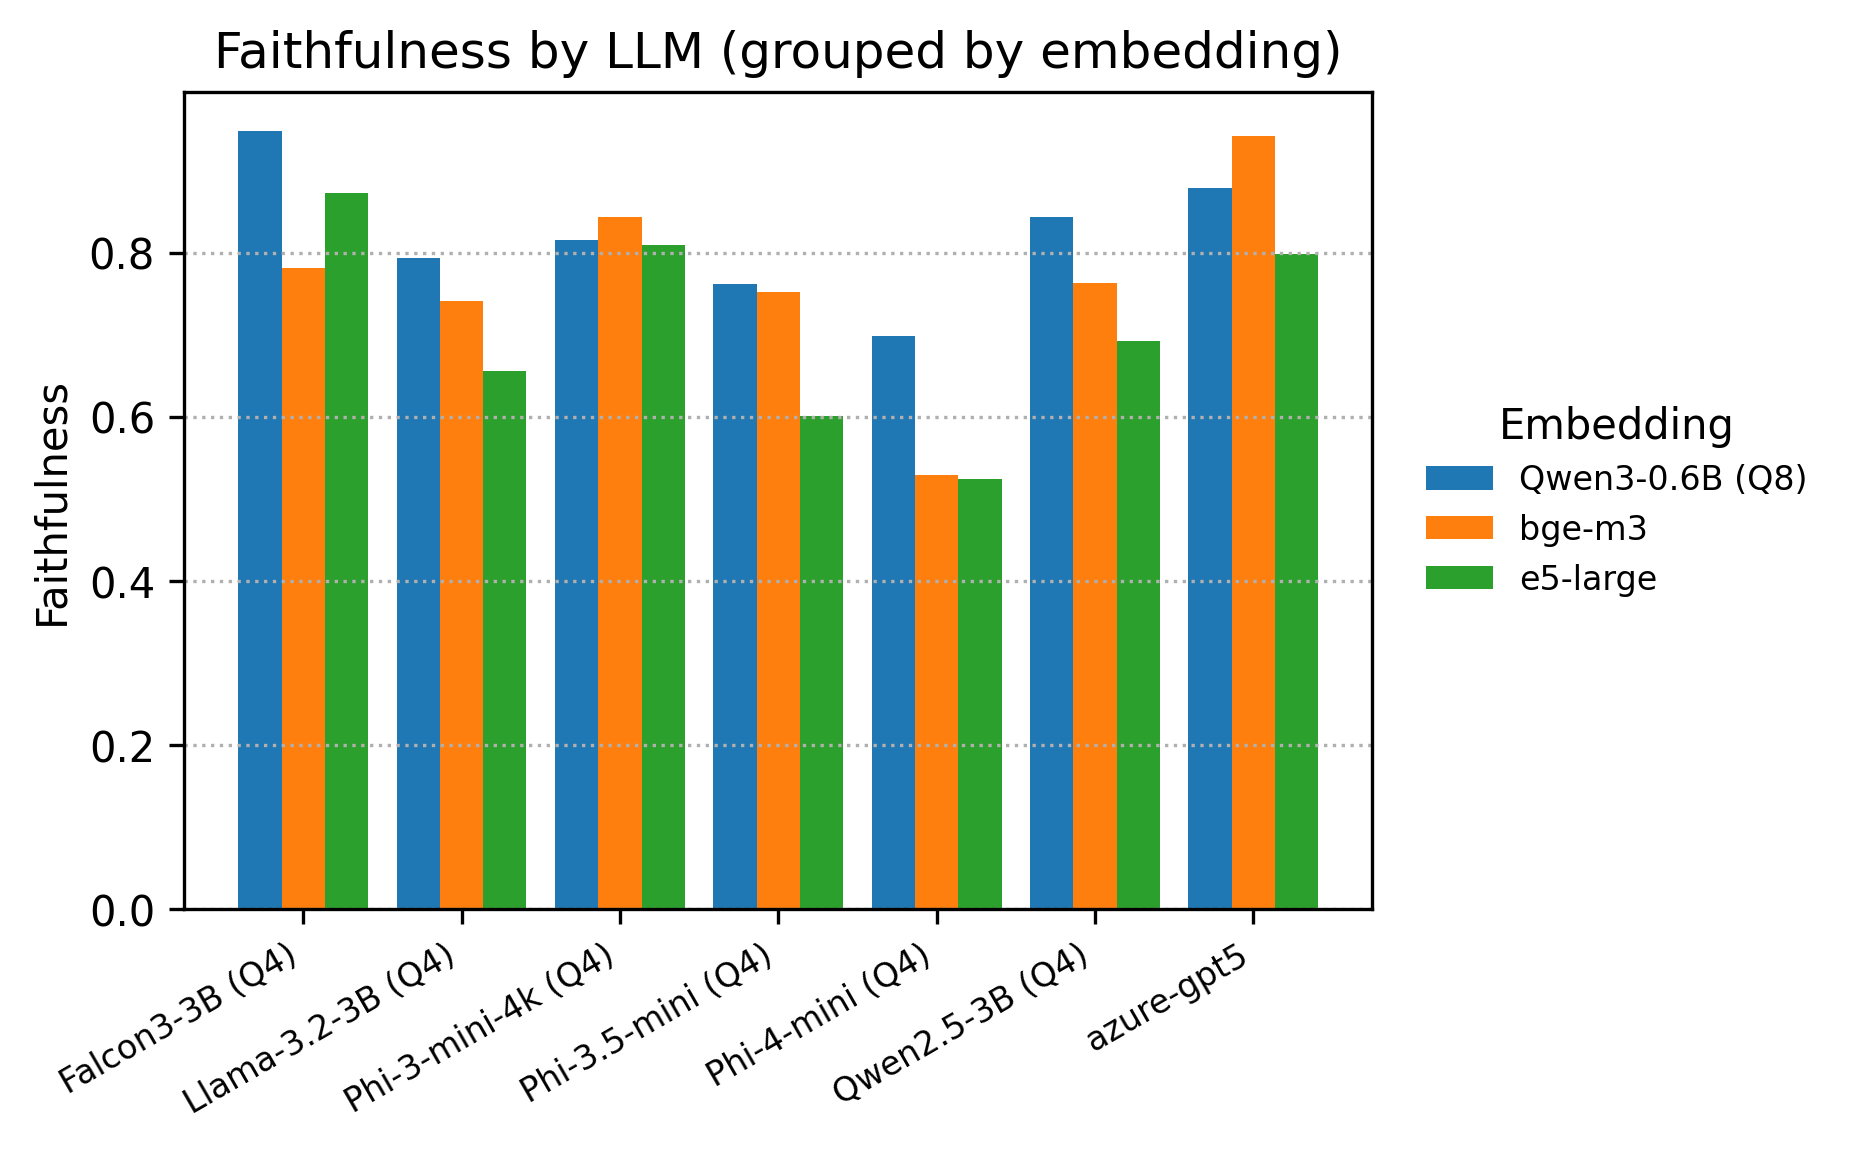 Faithfulness by LLM (grouped by embedding)
Faithfulness
0.8
0.6
0.4
0.2
0.0
Falcon3-3B (Q4)
Llama-3.2-3B (Q4)
Phi-3-mini-4k (Q4)
Phi-3.5-mini (Q4)
Phi-4-mini (Q4)
Qwen2.5-3B (Q4)
azure-gpt5
Embedding
Qwen3-0.6B (Q8)
bge-m3
e5-large